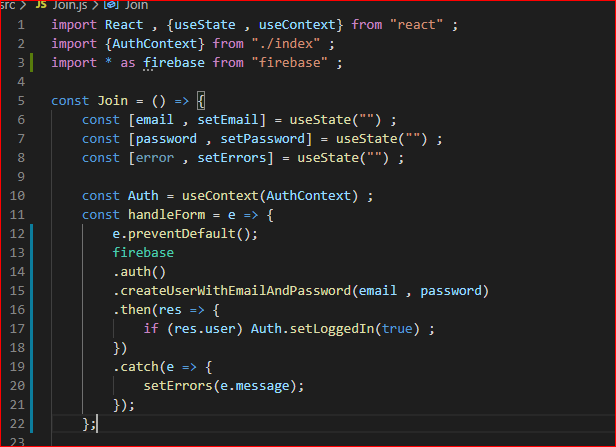 src > JS Join.js > Join
1 import React , {useState , useContext} from "react" ;
2 import {AuthContext} from "./index" ;
3 import * as firebase from "firebase" ;
4
5 const Join = () => {
6 const [email , setEmail] = useState("") ;
7 const [password , setPassword] = useState("") ;
8 const [error , setErrors] = useState("") ;
9
10 const Auth = useContext(AuthContext) ;
11 const handleForm = e => {
12 e.preventDefault();
13 firebase
14 .auth()
15 .createUserWithEmailAndPassword(email , password)
16 .then(res => {
17 if (res.user) Auth.setLoggedIn(true) ;
18 })
19 .catch(e => {
20 setErrors(e.message);
21 });
22 };
23